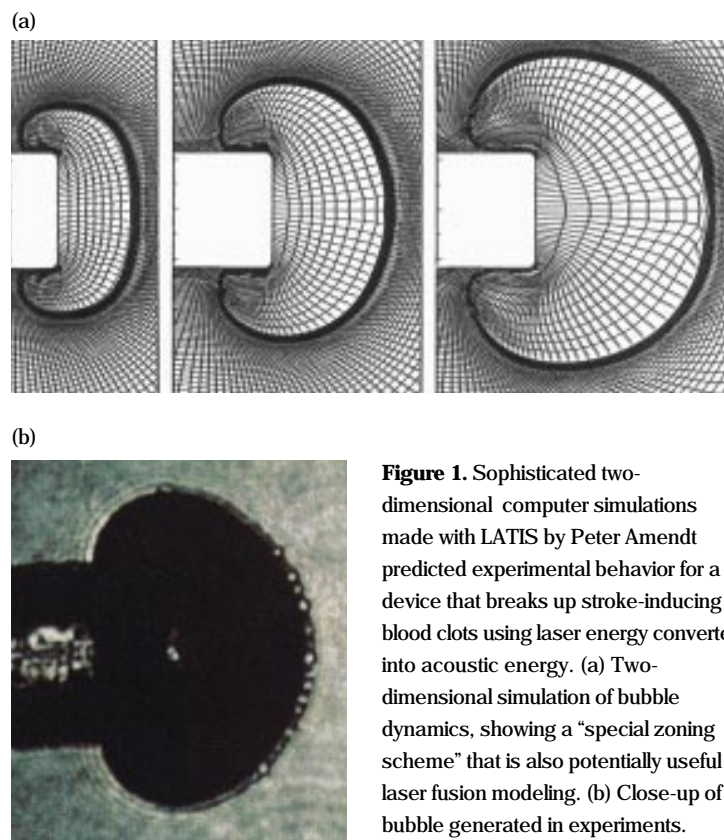 (a)
(b)
Figure 1. Sophisticated two-
dimensional computer simulations
made with LATIS by Peter Amendt
predicted experimental behavior for a
device that breaks up stroke-inducing
blood clots using laser energy
into acoustic energy. (a) Two-
dimensional simulation of bubble
dynamics, showing a “special zoning
scheme” that is also potentially useful
laser fusion modeling. (b) Close-up of
bubble generated in experiments.